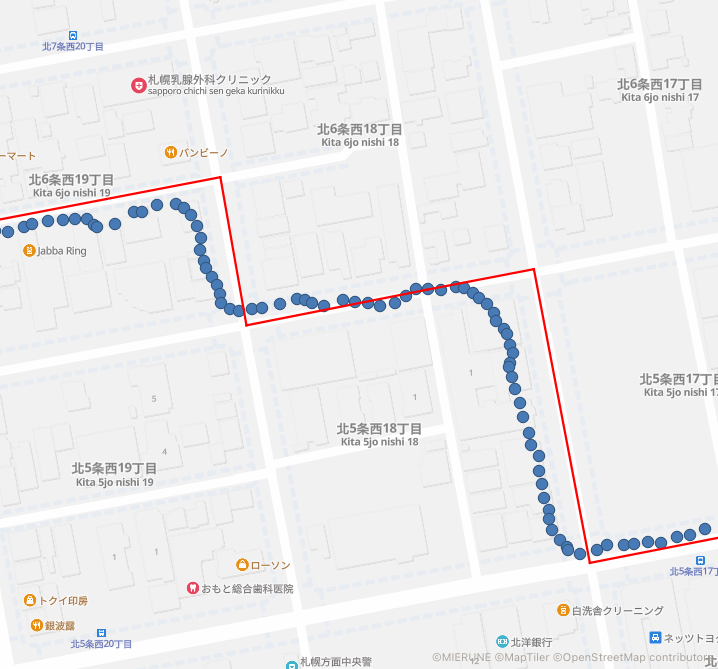 北7条西20丁目
札幌乳腺外科クリニック
sapporo chichi sen geka kurinikku
北6条西17丁目
Kita 6jo nishi 17
北6条西18丁目
Kita 6jo nishi 18
バンビーノ
ーマート
北6条西19丁目
Kita 6jo nishi 19
Jabba Ring
北5条西17丁目
Kita 5jo nishi 17
5
1
1
北5条西18丁目
Kita 5jo nishi 18
4
北5条西19丁目
Kita 5jo nishi 19
1
1
ローソン
北5条西17丁
おもと総合歯科医院
トクイ印房
白洗舎クリーニング
銀波露
北5条西20丁目
北洋銀行
ネッツトヨ
札幌方面中央警
12
©MIERUNE ©MapTiler ©OpenStreetMap contributors